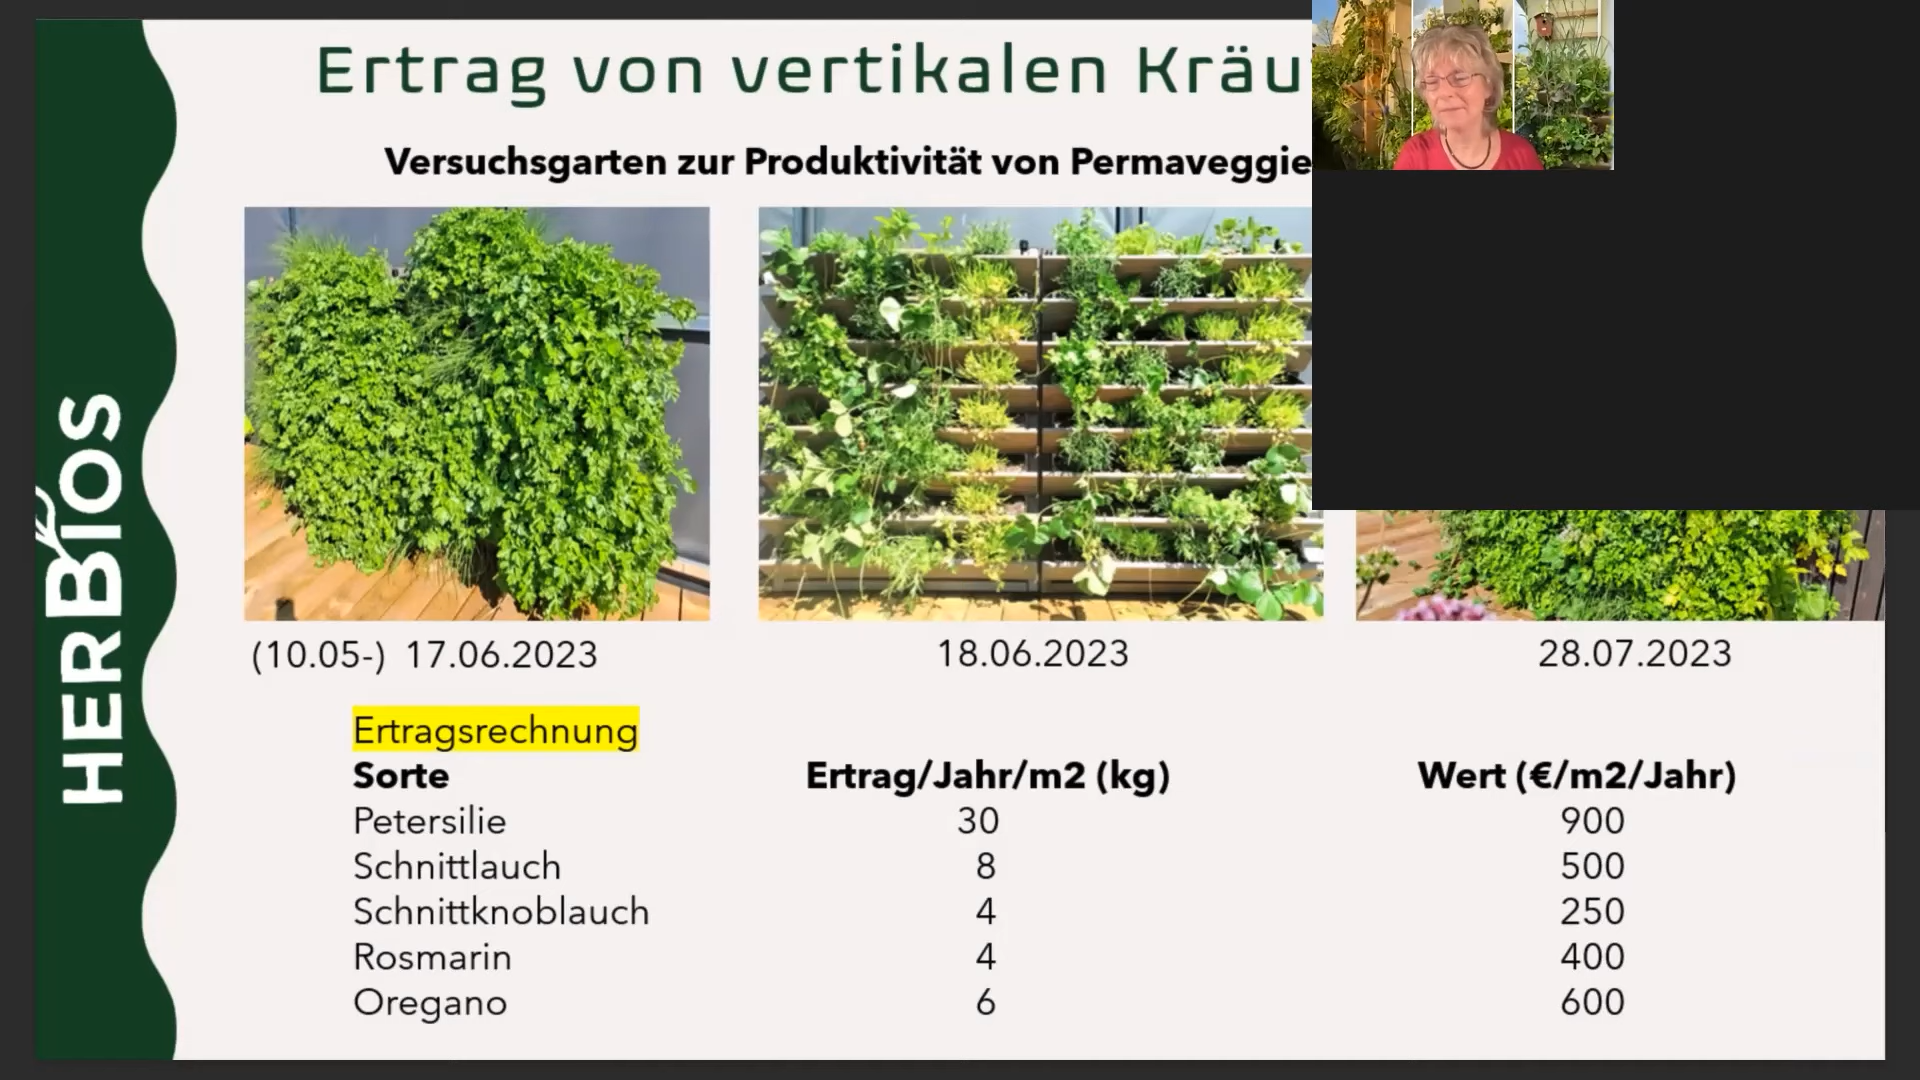 Ertrag von vertikalen
Versuchsgarten zur Produktivität von Permaveggie
(10.05-) 17.06.2023
18.06.2023
28.07.2023
HERBIOS
Ertragsrechnung
Sorte Ertrag/Jahr/m2 (kg) Wert (€/m2/Jahr)
Petersilie 30 900
Schnittlauch 8 500
Schnittknoblauch 4 250
Rosmarin 4 400
Oregano 6 600